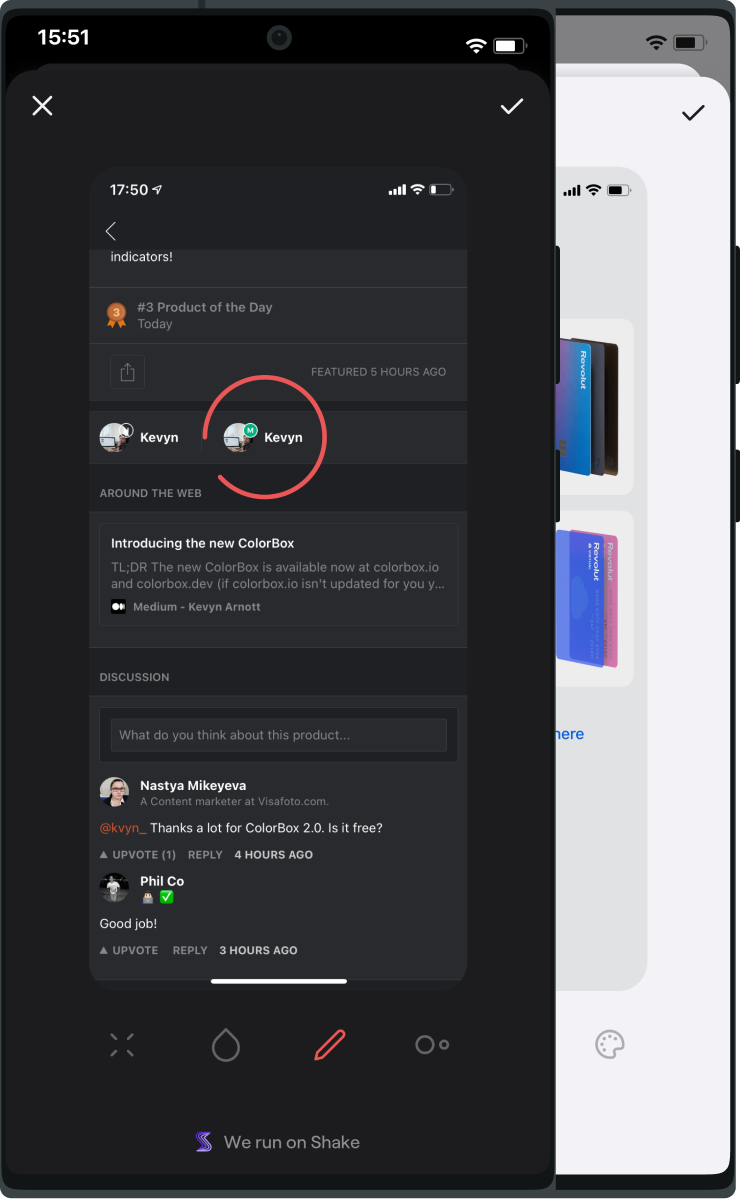 15:51
17:50
indicators!
3
#3 Product of the Day
Today
FEATURED 5 HOURS AGO
Kevyn
M
Kevyn
AROUND THE WEB
Introducing the new ColorBox
TL;DR The new ColorBox is available now at colorbox.io
and colorbox.dev (if colorbox.io isn't updated for you y...
Medium - Kevyn Arnott
DISCUSSION
What do you think about this product...
Nastya Mikeyeva
A Content marketer at Visafoto.com.
@kvyn_ Thanks a lot for ColorBox 2.0. Is it free?
UPVOTE (1) REPLY 4 HOURS AGO
Phil Co
Good job!
UPVOTE REPLY 3 HOURS AGO
We run on Shake
Revolut
Revolut
Revolut
here